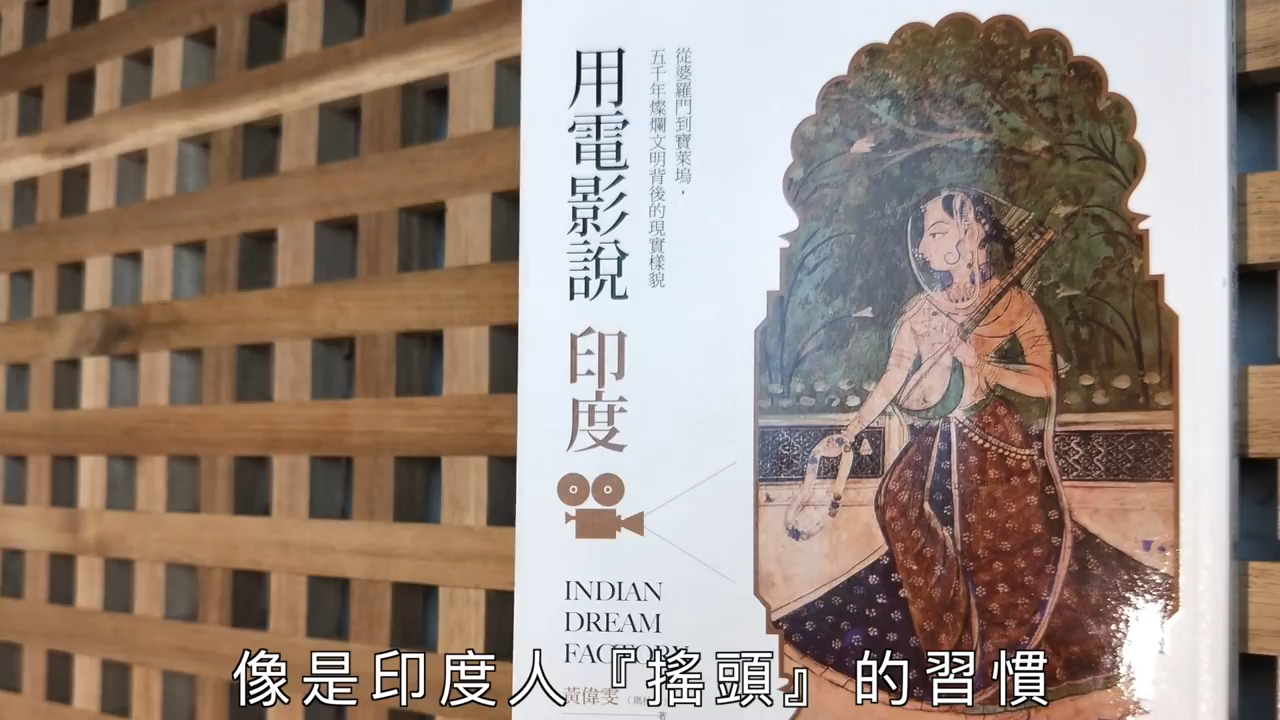 從婆羅門到寶萊塢，
五千年燦爛文明背後的現實樣貌
用電影說 印度
INDIAN
DREAM
FACTORY
黃偉雯
著
像是印度人『搖頭』的習慣